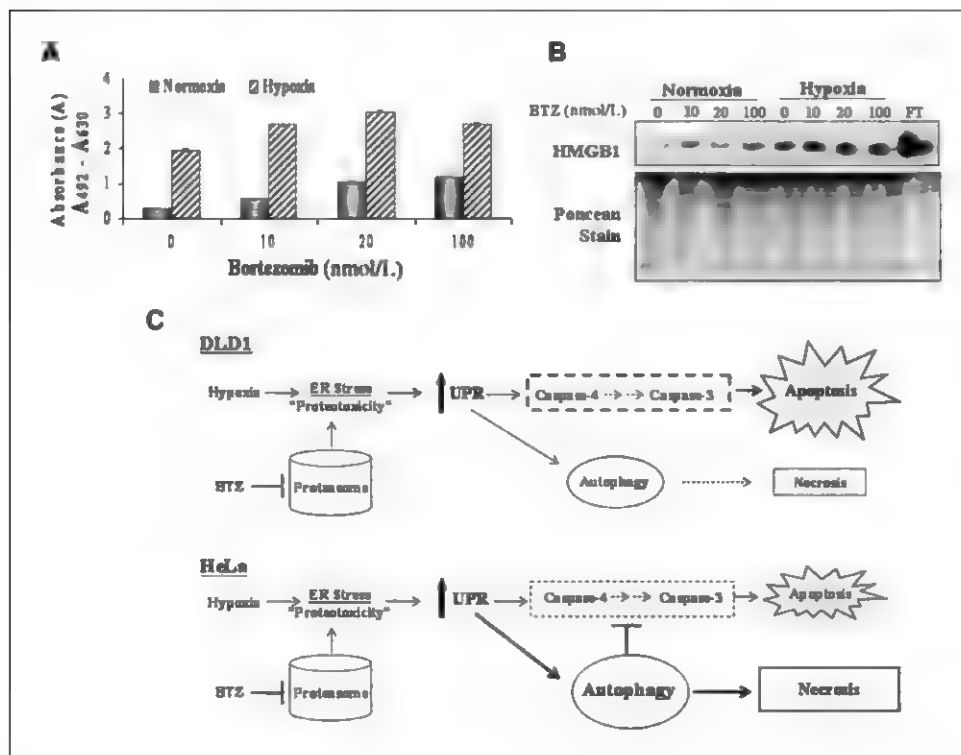 A
Absorbance (A)
A492 - A630
Normoxia Hypoxia
4
3
2
1
0
0 10 20 100
Bortezomib (nmol/L)
B
Normoxia Hypoxia
BTZ (nmol/L) 0 10 20 100 0 10 20 100 FT
HMGB1
Ponceau
Stain
C
DLD1
Hypoxia ER Stress UPR Caspase-4 Caspase-3 Apoptosis
"Proteotoxicity"
BTZ Proteasome Autophagy Necrosis
HeLa
Hypoxia ER Stress UPR Caspase-4 Caspase-3 Apoptosis
"Proteotoxicity"
BTZ Proteasome Autophagy Necrosis